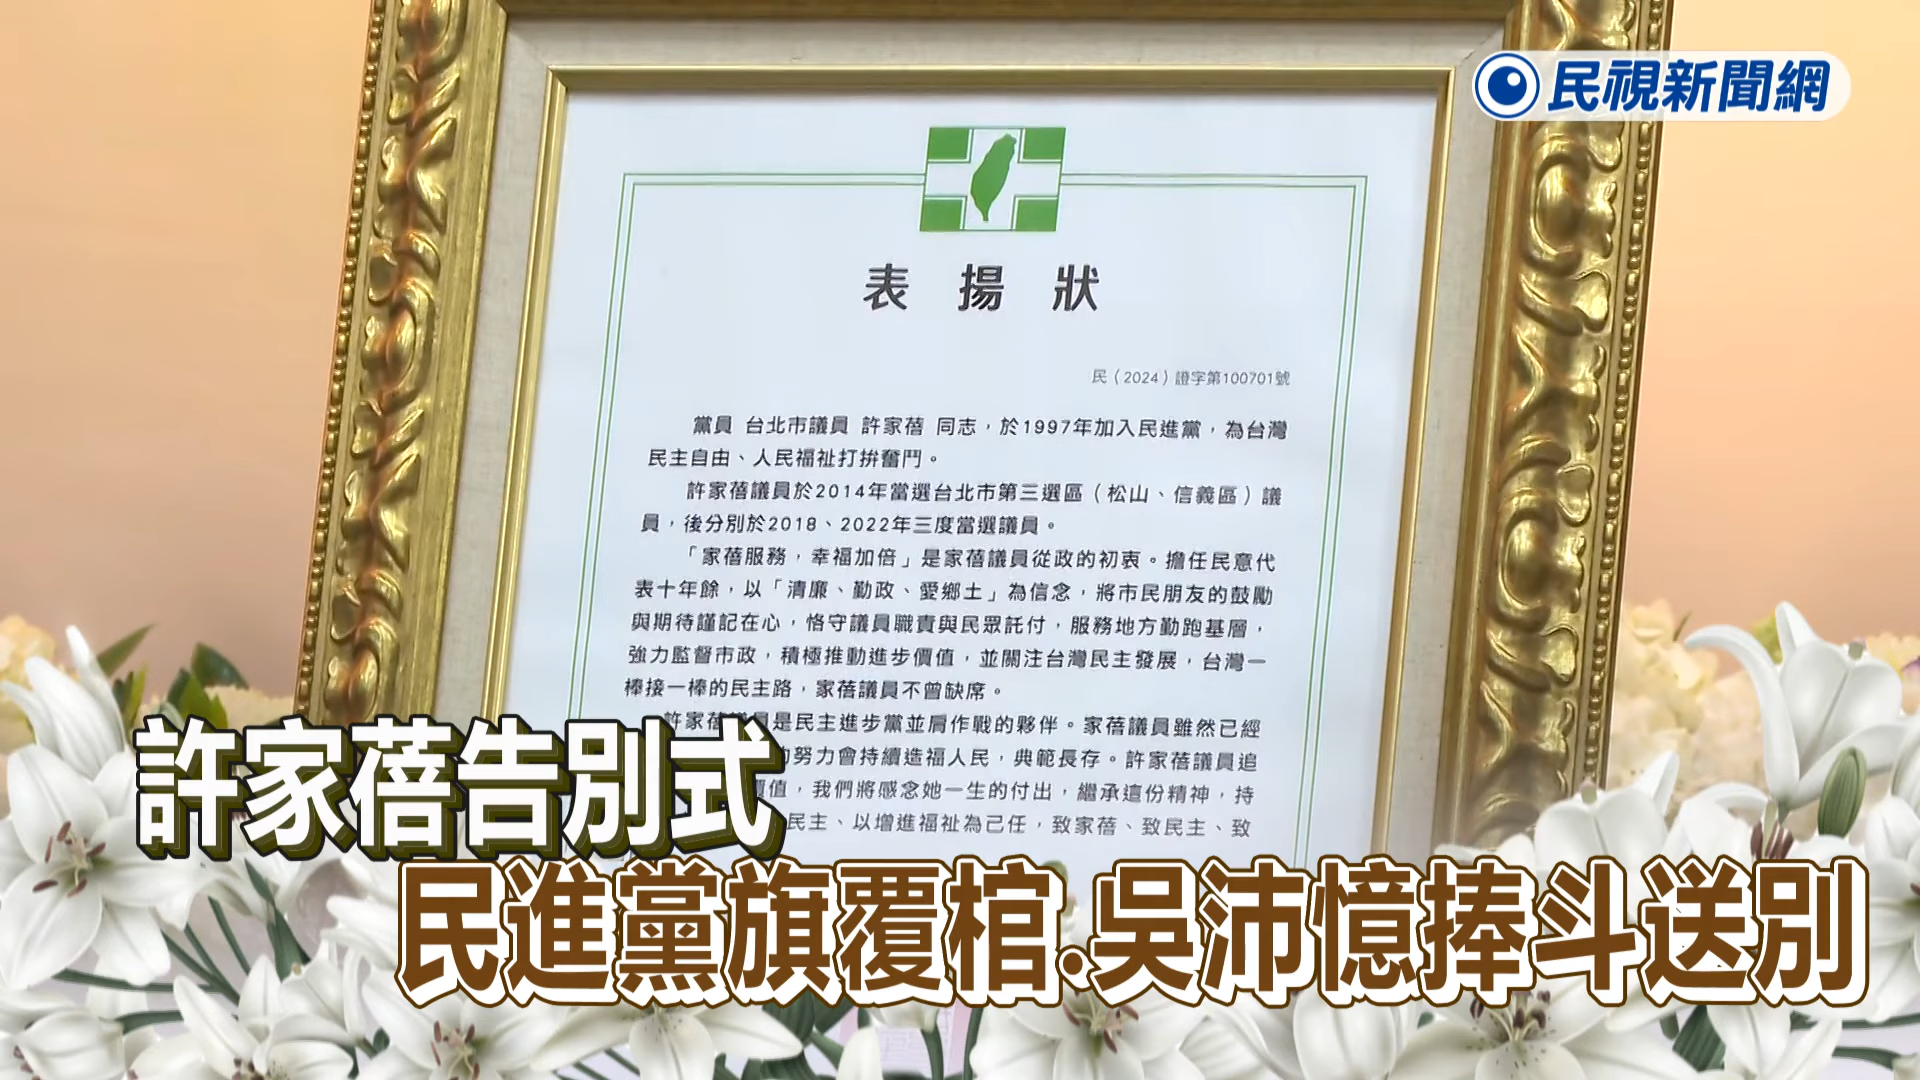 民視新聞網
表揚狀
民（2024）證字第100701號
黨員 台北市議員 許家蓓 同志，於1997年加入民進黨，為台灣
民主自由、人民福祉打拚奮鬥。
許家蓓議員於2014年當選台北市第三選區（松山、信義區）議
員，後分別於2018、2022年三度當選議員。
「家蓓服務，幸福加倍」是家蓓議員從政的初衷。擔任民意代
表十年餘，以「清廉、勤政、愛鄉土」為信念，將市民朋友的鼓勵
與期待謹記在心，恪守議員職責與民眾託付，服務地方勤跑基層，
強力監督市政，積極推動進步價值，並關注台灣民主發展，台灣一
棒接一棒的民主路，家蓓議員不曾缺席。
許家蓓議員是民主進步黨並肩作戰的夥伴。家蓓議員雖然已經
努力會持續造福人民，典範長存。許家蓓議員追
價值，我們將感念她一生的付出，繼承這份精神，持
民主、以增進福祉為己任，致家蓓、致民主、致
許家蓓告別式
民進黨旗覆棺.吳沛憶捧斗送別